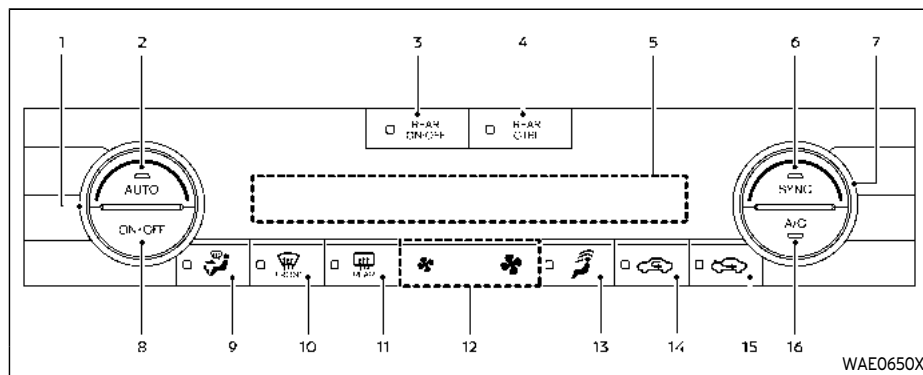 1 2 3 4 5 6 7
REAR
ON·OFF
REAR
CTRL
AUTO
ON·OFF
SYNC
A/C
FRONT
REAR
8 9 10 11 12 13 14 15 16
WAE0650X